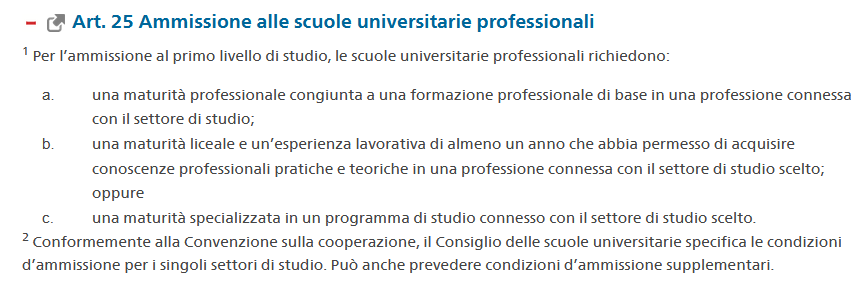 Art. 25 Ammissione alle scuole universitarie professionali
1 Per l’ammissione al primo livello di studio, le scuole universitarie professionali richiedono:
a. una maturità professionale congiunta a una formazione professionale di base in una professione connessa
con il settore di studio;
b. una maturità liceale e un’esperienza lavorativa di almeno un anno che abbia permesso di acquisire
conoscenze professionali pratiche e teoriche in una professione connessa con il settore di studio scelto;
oppure
c. una maturità specializzata in un programma di studio connesso con il settore di studio scelto.
2 Conformemente alla Convenzione sulla cooperazione, il Consiglio delle scuole universitarie specifica le condizioni
d’ammissione per i singoli settori di studio. Può anche prevedere condizioni d’ammissione supplementari.